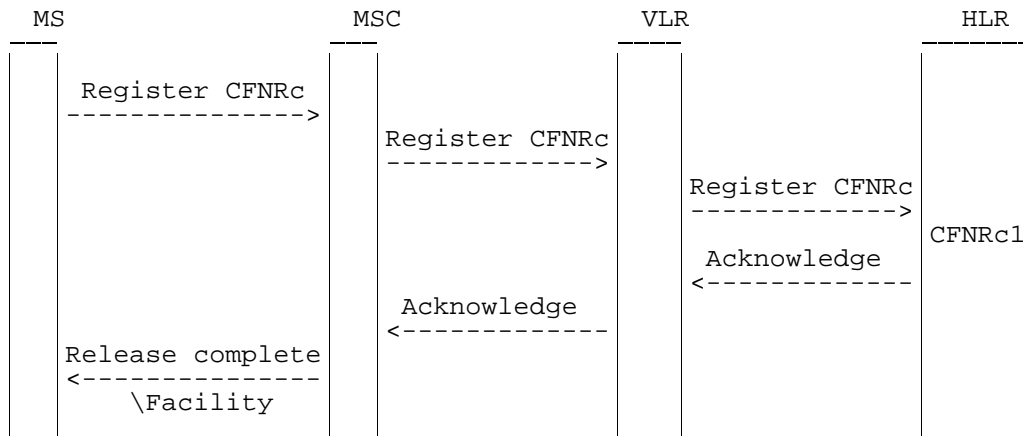 MS MSC VLR HLR
Register CFNRc
--------------->
Register CFNRc
------------->
Register CFNRc
------------->
CFNRc1
Acknowledge
<-------------
Acknowledge
<-------------
Release complete
<---------------
\Facility